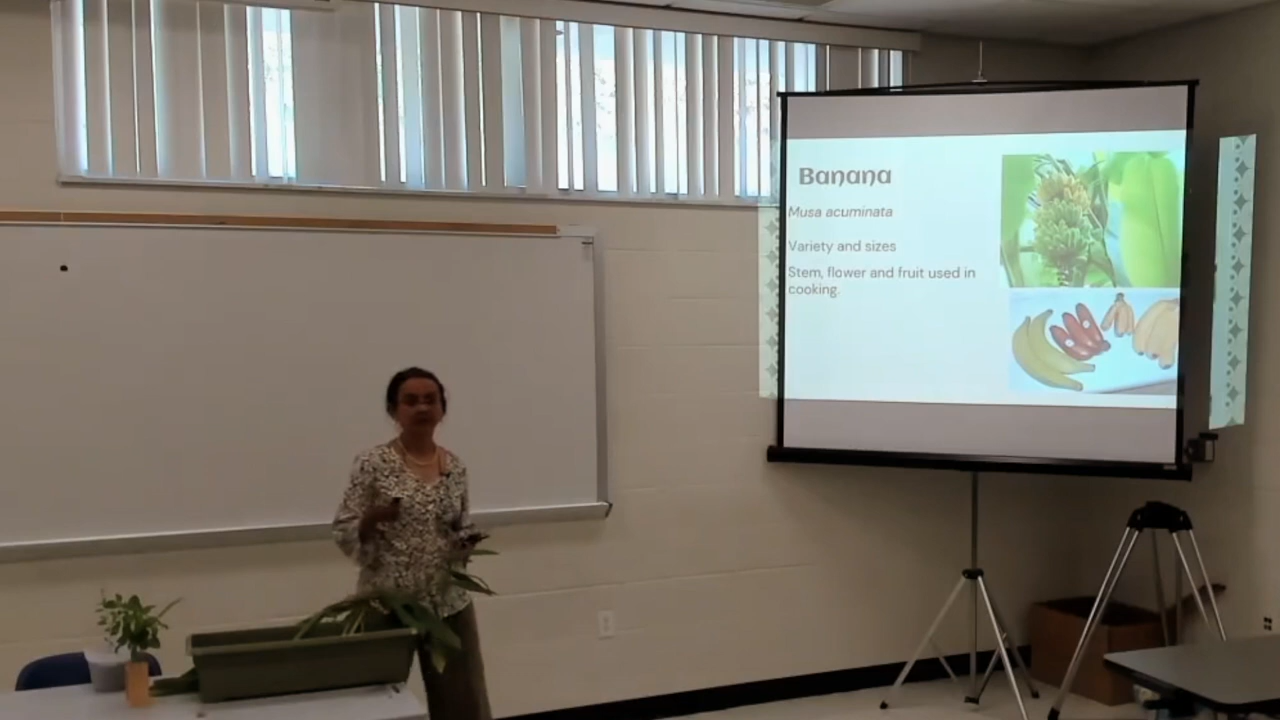 Banana
Musa acuminata
Variety and sizes
Stem, flower and fruit used in
cooking.